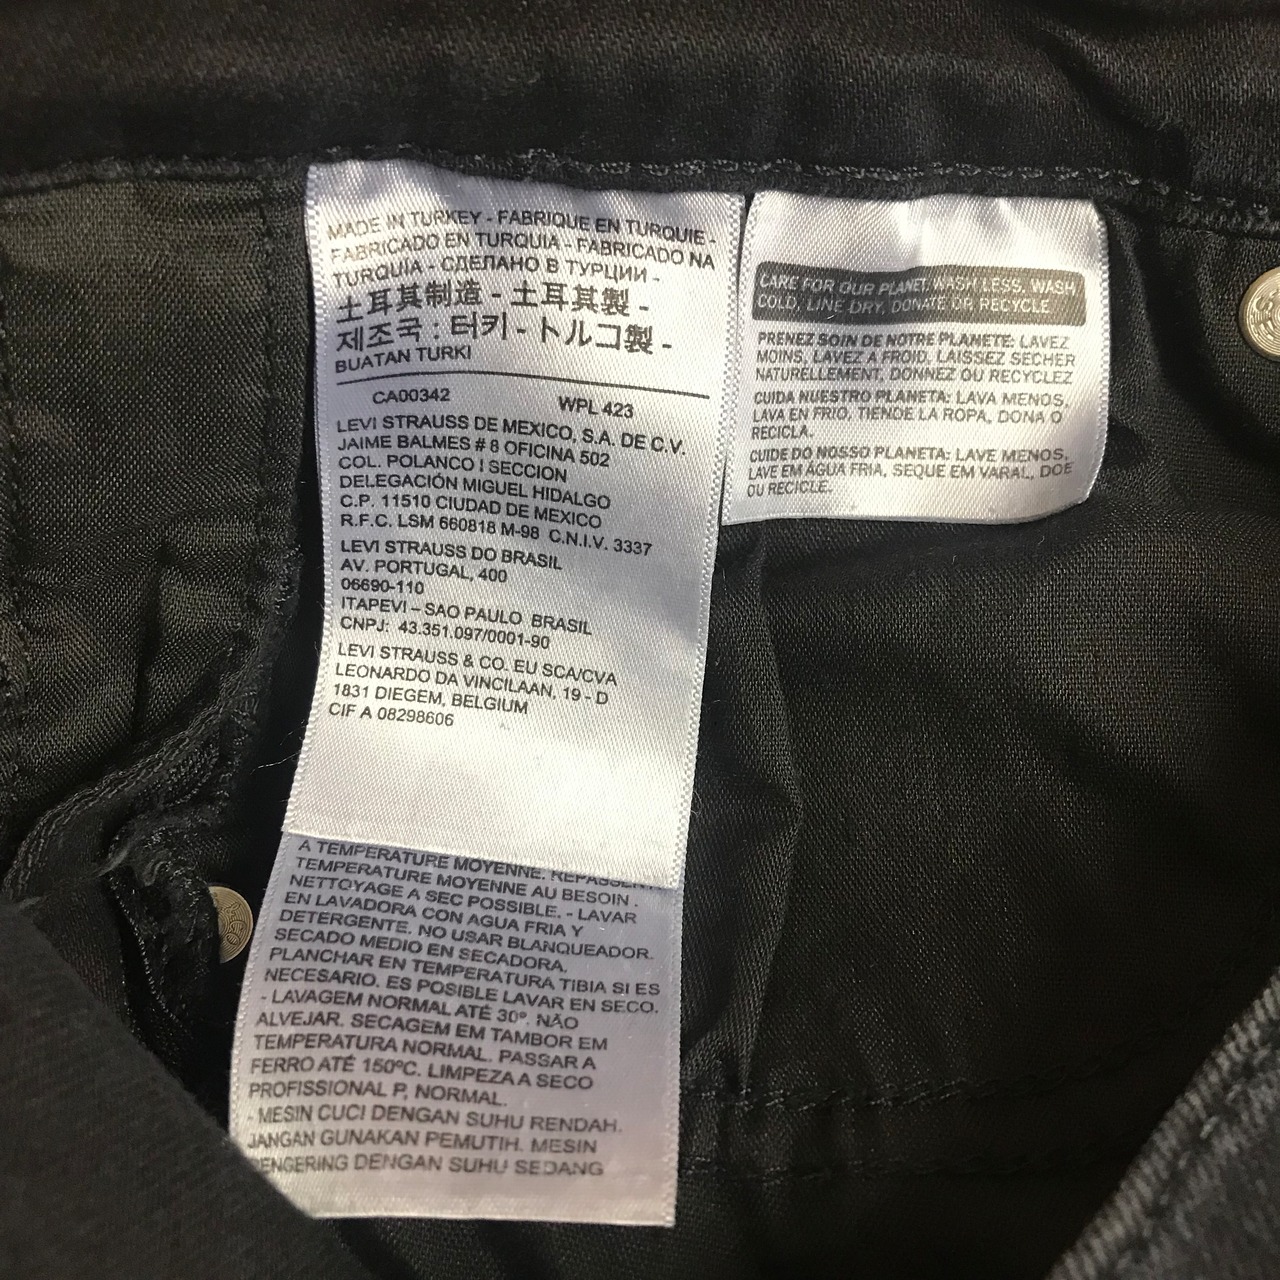 MADE IN TURKEY - FABRIQUE EN TURQUIE -
FABRICADO EN TURQUIA - FABRICADO NA
TURQUIA - СДЕЛАНО В ТУРЦИИ -
土耳其制造 - 土耳其製 -
제조국 : 터키 - トルコ製 -
BUATAN TURKI
CA00342 WPL 423
LEVI STRAUSS DE MEXICO, S.A. DE C.V.
JAIME BALMES # 8 OFICINA 502
COL. POLANCO I SECCION
DELEGACIÓN MIGUEL HIDALGO
C.P. 11510 CIUDAD DE MEXICO
R.F.C. LSM 660818 M-98 C.N.I.V. 3337
LEVI STRAUSS DO BRASIL
AV. PORTUGAL, 400
06690-110
ITAPEVI – SAO PAULO BRASIL
CNPJ: 43.351.097/0001-90
LEVI STRAUSS & CO. EU SCA/CVA
LEONARDO DA VINCILAAN. 19 - D
1831 DIEGEM, BELGIUM
CIF A 08298606
A TEMPERATURE MOYENNE. REPASSER
TEMPERATURE MOYENNE AU BESOIN .
NETTOYAGE A SEC POSSIBLE. - LAVAR
EN LAVADORA CON AGUA FRIA Y
DETERGENTE. NO USAR BLANQUEADOR.
SECADO MEDIO EN SECADORA,
PLANCHAR EN TEMPERATURA TIBIA SI ES
NECESARIO. ES POSIBLE LAVAR EN SECO.
- LAVAGEM NORMAL ATÉ 30º. NÃO
ALVEJAR. SECAGEM EM TAMBOR EM
TEMPERATURA NORMAL. PASSAR A
FERRO ATÉ 150ºC. LIMPEZA A SECO
PROFISSIONAL P, NORMAL.
- MESIN CUCI DENGAN SUHU RENDAH.
JANGAN GUNAKAN PEMUTIH. MESIN
PENGERING DENGAN SUHU SEDANG
CARE FOR OUR PLANET, WASH LESS, WASH
COLD, LINE DRY, DONATE OR RECYCLE
PRENEZ SOIN DE NOTRE PLANETE: LAVEZ
MOINS, LAVEZ A FROID, LAISSEZ SECHER
NATURELLEMENT, DONNEZ OU RECYCLEZ
CUIDA NUESTRO PLANETA: LAVA MENOS,
LAVA EN FRIO, TIENDE LA ROPA, DONA O
RECICLA.
CUIDE DO NOSSO PLANETA: LAVE MENOS,
LAVE EM ÁGUA FRIA, SEQUE EM VARAL, DOE
OU RECICLE.